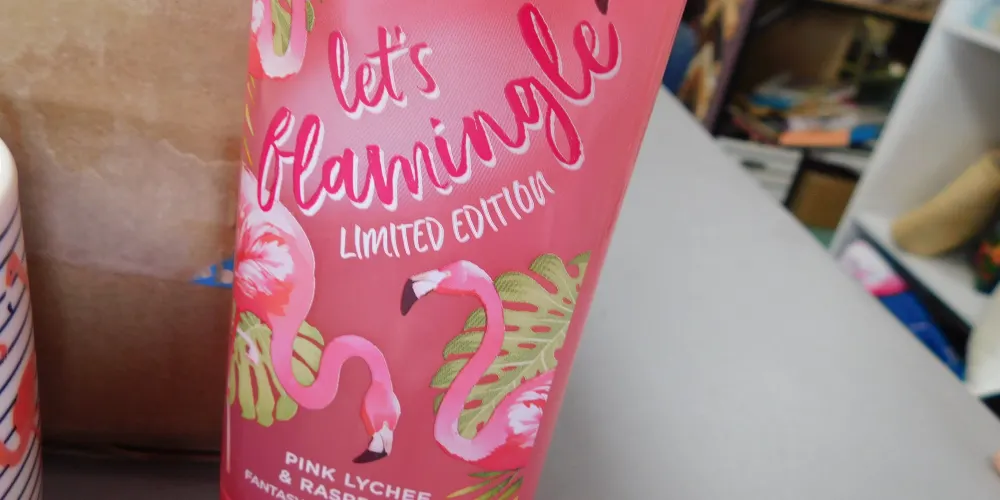 let's
flamingle
LIMITED EDITION
PINK LYCHEE
&